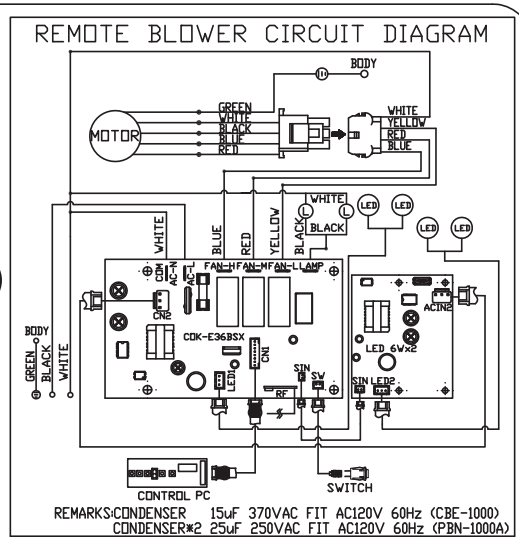 REMOTE BLOWER CIRCUIT DIAGRAM
BODY
GREEN
WHITE
BLACK
BLUE
RED
MOTOR
WHITE
YELLOW
RED
BLUE
WHITE
L
L
BLACK
LED
LED
LED
LED
WHITE
BLUE
RED
YELLOW
BLACK
COM
AC-N
AC-L
FAN-H
FAN-M
FAN-L
LAMP
CN2
CDK-E36BSX
CN1
LED1
SIN
SW
RF
ACIN2
LED 6Wx2
SIN
LED2
BODY
GREEN
BLACK
WHITE
CONTROL PC
SWITCH
REMARKS:CONDENSER 15uF 370VAC FIT AC120V 60Hz (CBE-1000)
CONDENSER*2 25uF 250VAC FIT AC120V 60Hz (PBN-1000A)